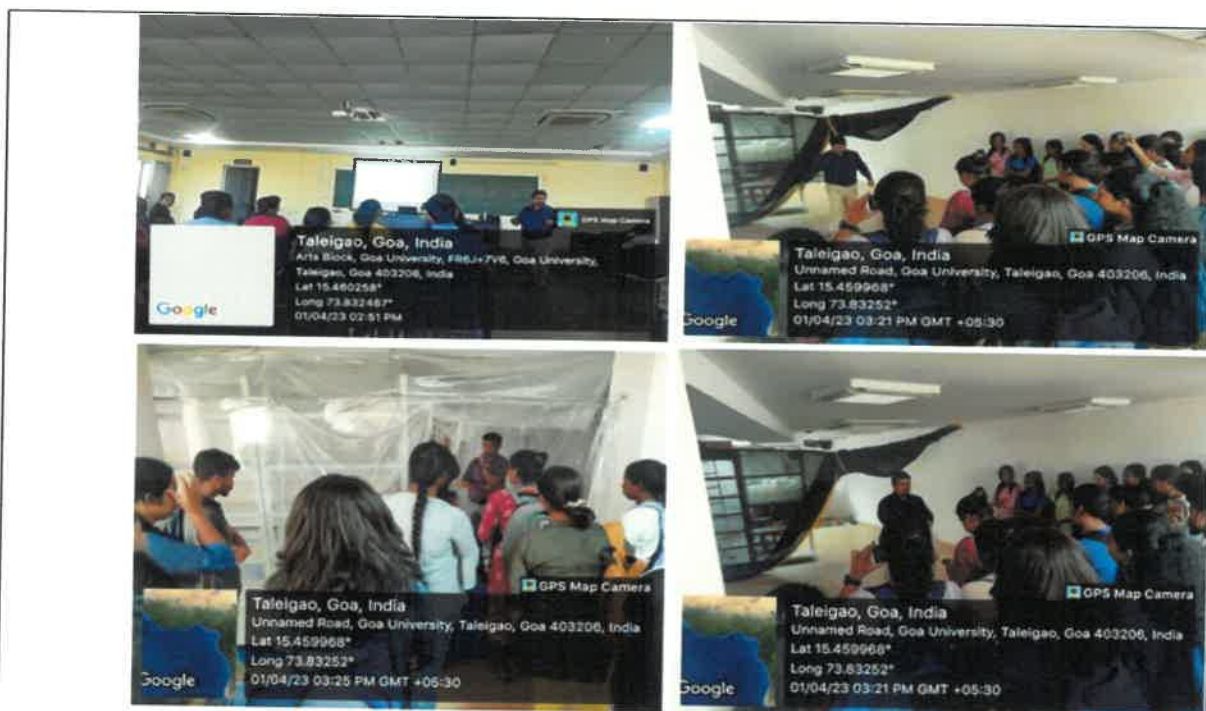 GPS Map Camera
Taleigao, Goa, India
Arts Block, Goa University, FR6J+7V6, Goa University,
Taleigao, Goa 403206, India
Lat 15.460258°
Long 73.832487°
01/04/23 02:51 PM
Google
GPS Map Camera
Taleigao, Goa, India
Unnamed Road, Goa University, Taleigao, Goa 403206, India
Lat 15.459968°
Long 73.83252°
01/04/23 03:21 PM GMT +05:30
Google
GPS Map Camera
Taleigao, Goa, India
Unnamed Road, Goa University, Taleigao, Goa 403206, India
Lat 15.459968°
Long 73.83252°
01/04/23 03:25 PM GMT +05:30
Google
GPS Map Camera
Taleigao, Goa, India
Unnamed Road, Goa University, Taleigao, Goa 403206, India
Lat 15.459968°
Long 73.83252°
01/04/23 03:21 PM GMT +05:30
Google